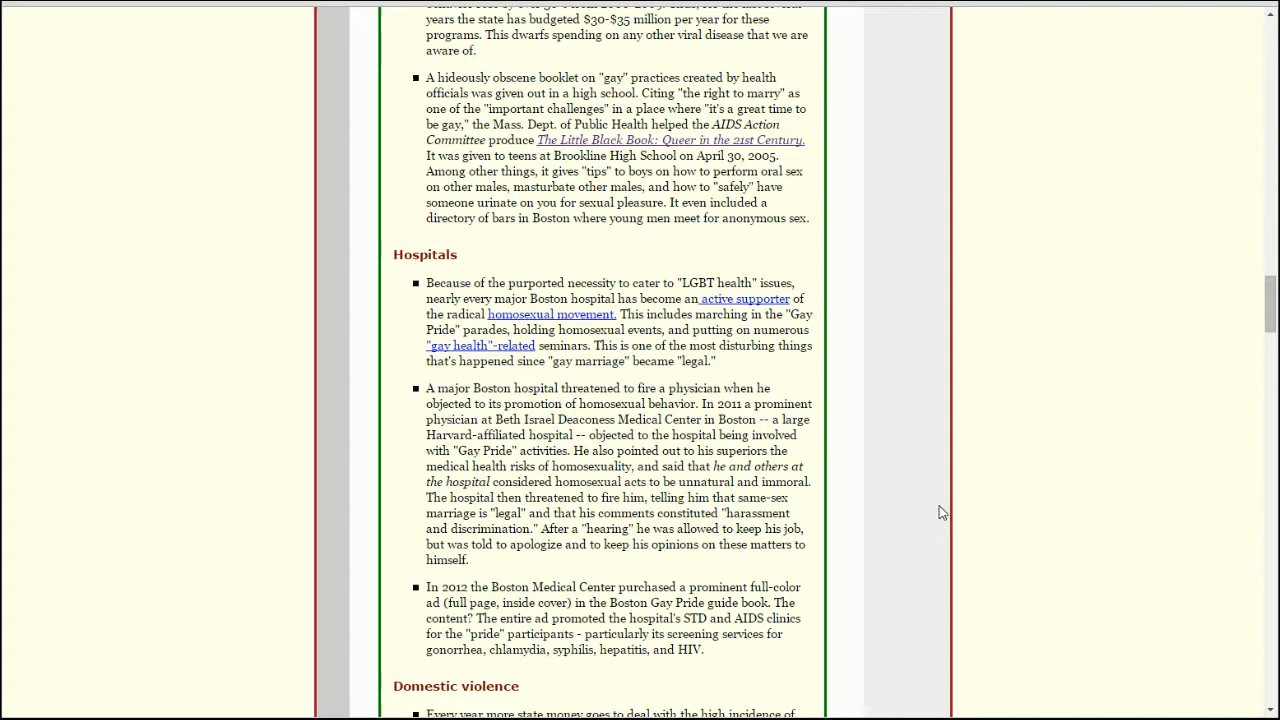 years the state has budgeted $30-$35 million per year for these
programs. This dwarfs spending on any other viral disease that we are
aware of.
A hideously obscene booklet on "gay" practices created by health
officials was given out in a high school. Citing "the right to marry" as
one of the "important challenges" in a place where "it's a great time to
be gay," the Mass. Dept. of Public Health helped the AIDS Action
Committee produce The Little Black Book: Queer in the 21st Century.
It was given to teens at Brookline High School on April 30, 2005.
Among other things, it gives "tips" to boys on how to perform oral sex
on other males, masturbate other males, and how to "safely" have
someone urinate on you for sexual pleasure. It even included a
directory of bars in Boston where young men meet for anonymous sex.
Hospitals
Because of the purported necessity to cater to "LGBT health" issues,
nearly every major Boston hospital has become an active supporter of
the radical homosexual movement. This includes marching in the "Gay
Pride" parades, holding homosexual events, and putting on numerous
"gay health"-related seminars. This is one of the most disturbing things
that's happened since "gay marriage" became "legal."
A major Boston hospital threatened to fire a physician when he
objected to its promotion of homosexual behavior. In 2011 a prominent
physician at Beth Israel Deaconess Medical Center in Boston -- a large
Harvard-affiliated hospital -- objected to the hospital being involved
with "Gay Pride" activities. He also pointed out to his superiors the
medical health risks of homosexuality, and said that he and others at
the hospital considered homosexual acts to be unnatural and immoral.
The hospital then threatened to fire him, telling him that same-sex
marriage is "legal" and that his comments constituted "harassment
and discrimination." After a "hearing" he was allowed to keep his job,
but was told to apologize and to keep his opinions on these matters to
himself.
In 2012 the Boston Medical Center purchased a prominent full-color
ad (full page, inside cover) in the Boston Gay Pride guide book. The
content? The entire ad promoted the hospital's STD and AIDS clinics
for the "pride" participants - particularly its screening services for
gonorrhea, chlamydia, syphilis, hepatitis, and HIV.
Domestic violence
Every year more state money goes to deal with the high incidence of